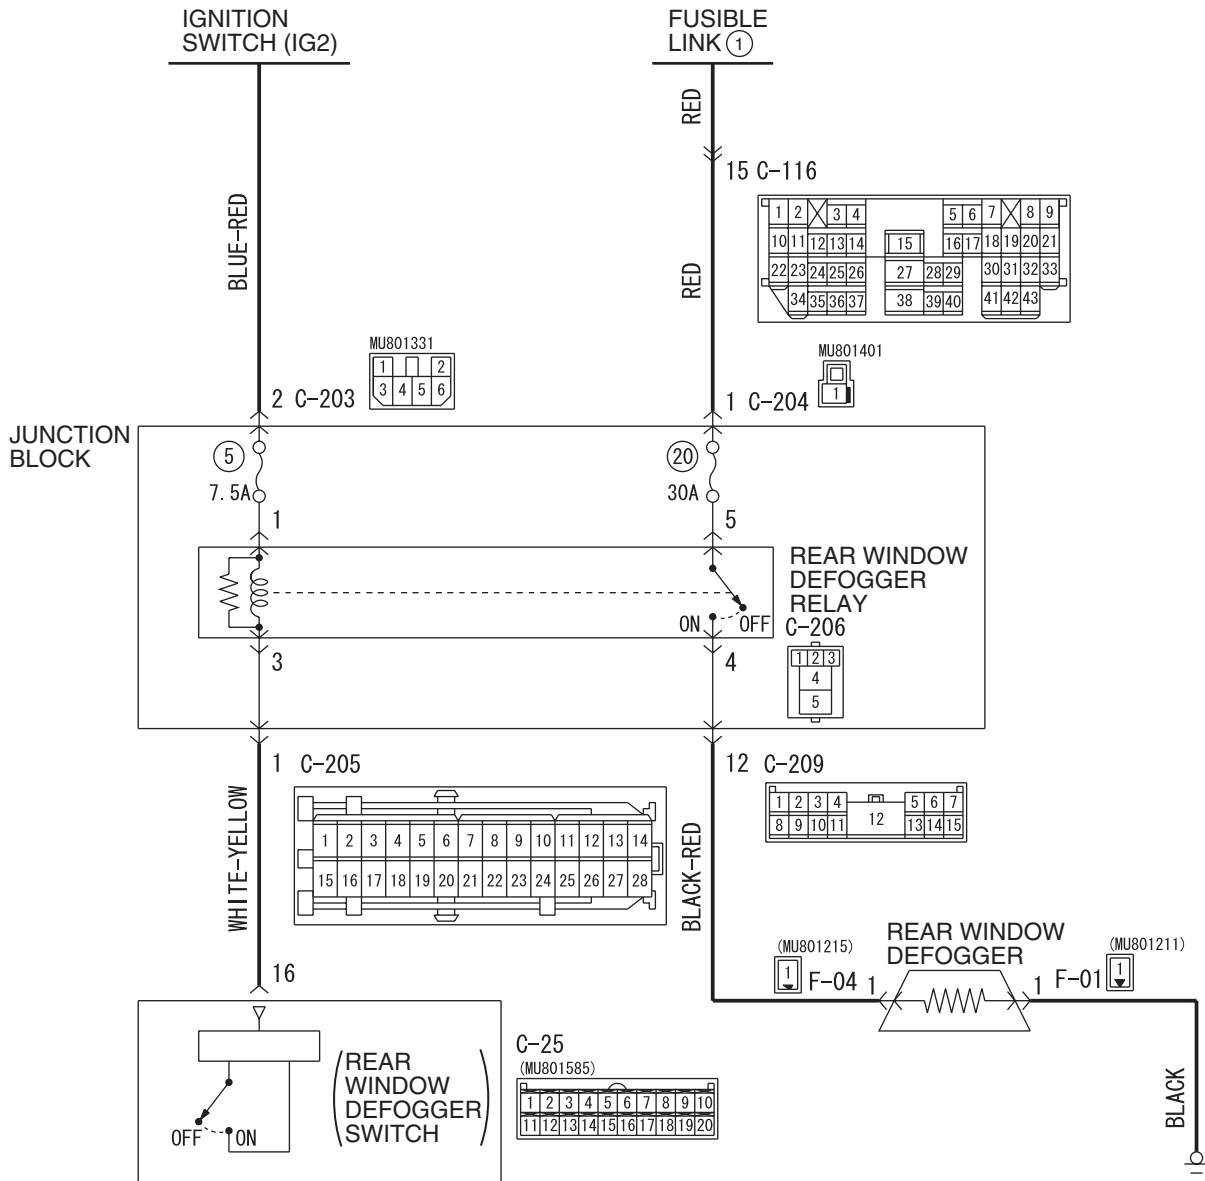 IGNITION
SWITCH (IG2)
FUSIBLE
LINK 1
RED
15 C-116
BLUE-RED
RED
1 2 3 4 5 6 7 8 9
10 11 12 13 14 15 16 17 18 19 20 21
22 23 24 25 26 27 28 29 30 31 32 33
34 35 36 37 38 39 40 41 42 43
MU801331
1 2
3 4 5 6
2 C-203
MU801401
1
1 C-204
JUNCTION
BLOCK
5
7.5A
20
30A
1
5
REAR WINDOW
DEFOGGER
RELAY
ON OFF
C-206
1 2 3
4
5
3
4
1 C-205
12 C-209
1 2 3 4 5 6 7
8 9 10 11 12 13 14 15
WHITE-YELLOW
1 2 3 4 5 6 7 8 9 10 11 12 13 14
15 16 17 18 19 20 21 22 23 24 25 26 27 28
BLACK-RED
REAR WINDOW
DEFOGGER
(MU801215)
1
F-04 1
(MU801211)
1
1 F-01
16
C-25
(MU801585)
1 2 3 4 5 6 7 8 9 10
11 12 13 14 15 16 17 18 19 20
(REAR
WINDOW
DEFOGGER
SWITCH)
OFF ON
BLACK